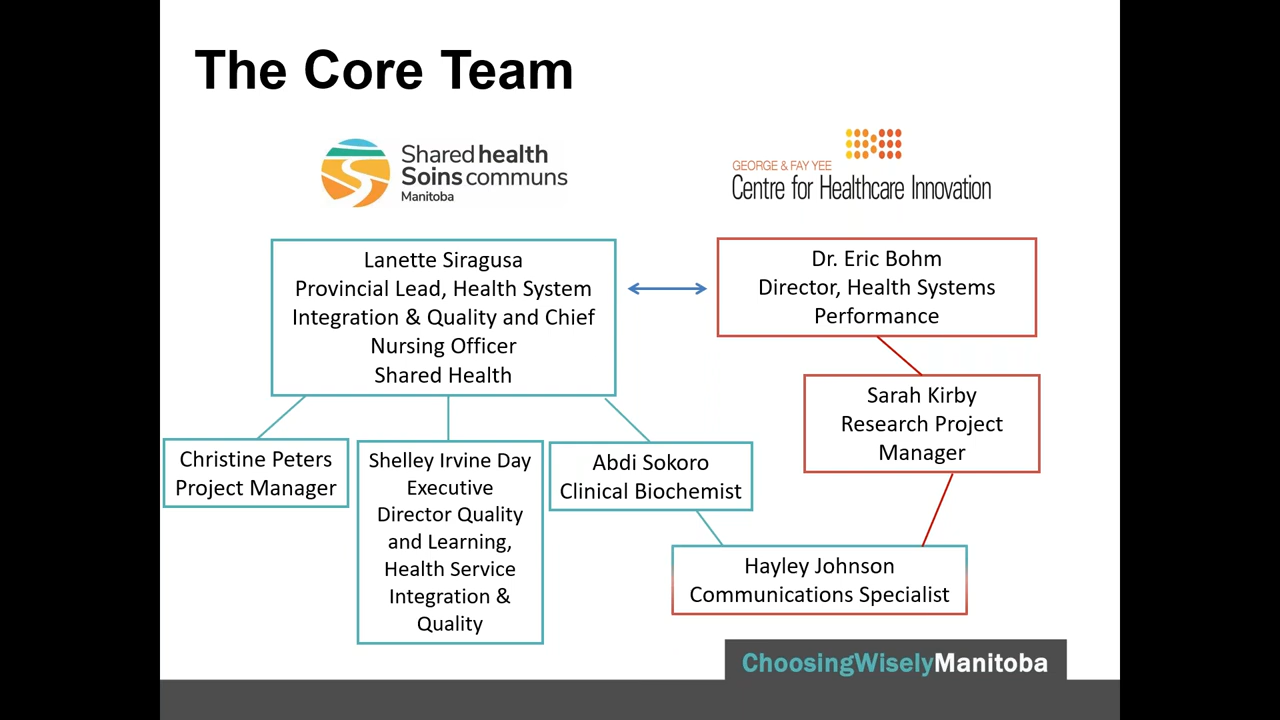 The Core Team
Shared health
Soins communs
Manitoba
GEORGE & FAY YEE
Centre for Healthcare Innovation
Lanette Siragusa
Provincial Lead, Health System
Integration & Quality and Chief
Nursing Officer
Shared Health
Dr. Eric Bohm
Director, Health Systems
Performance
Sarah Kirby
Research Project
Manager
Christine Peters
Project Manager
Shelley Irvine Day
Executive
Director Quality
and Learning,
Health Service
Integration &
Quality
Abdi Sokoro
Clinical Biochemist
Hayley Johnson
Communications Specialist
ChoosingWiselyManitoba